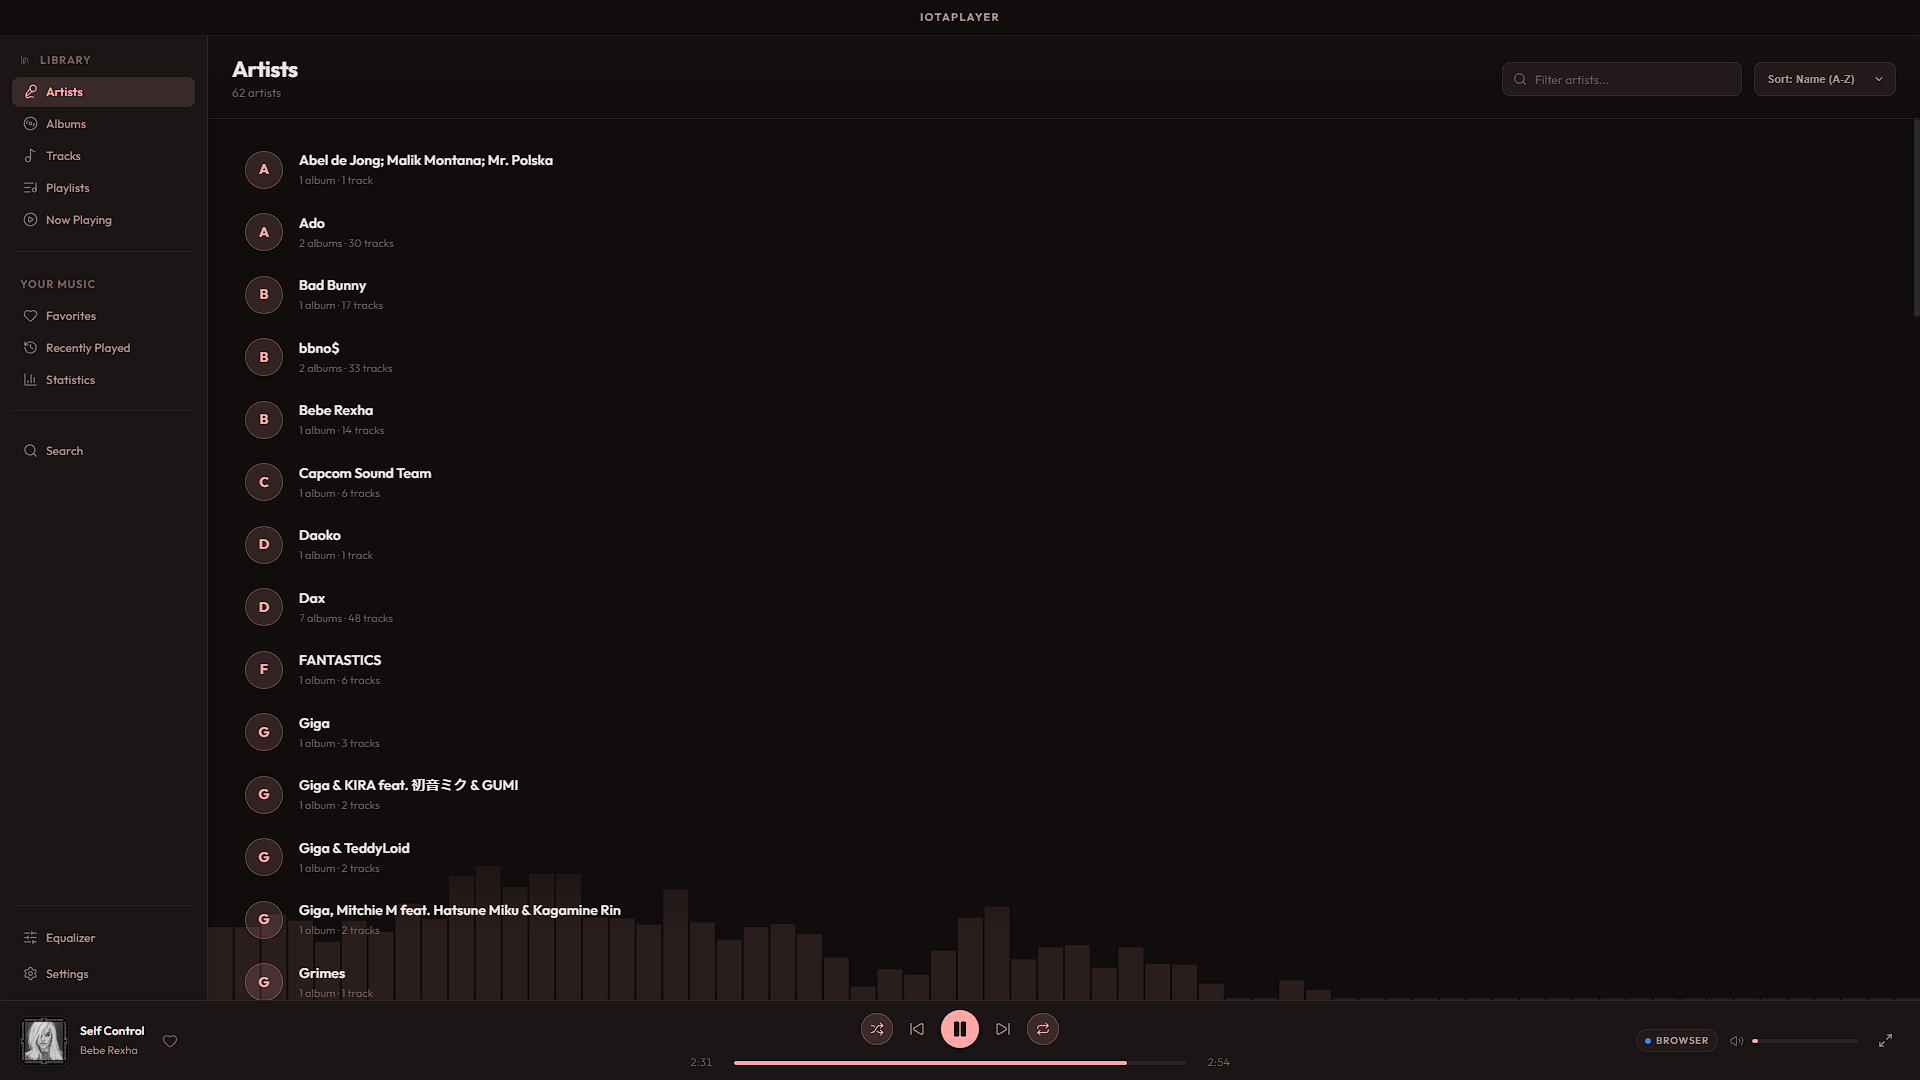 IOTAPLAYER
LIBRARY
Artists
Albums
Tracks
Playlists
Now Playing
YOUR MUSIC
Favorites
Recently Played
Statistics
Search
Equalizer
Settings
Artists
62 artists
Filter artists...
Sort: Name (A-Z)
A
Abel de Jong; Malik Montana; Mr. Polska
1 album · 1 track
A
Ado
2 albums · 30 tracks
B
Bad Bunny
1 album · 17 tracks
B
bbno$
2 albums · 33 tracks
B
Bebe Rexha
1 album · 14 tracks
C
Capcom Sound Team
1 album · 6 tracks
D
Daoko
1 album · 1 track
D
Dax
7 albums · 48 tracks
F
FANTASTICS
1 album · 6 tracks
G
Giga
1 album · 3 tracks
G
Giga & KIRA feat. 初音ミク & GUMI
1 album · 2 tracks
G
Giga & TeddyLoid
1 album · 2 tracks
G
Giga, Mitchie M feat. Hatsune Miku & Kagamine Rin
1 album · 2 tracks
G
Grimes
1 album · 1 track
Self Control
Bebe Rexha
2:31
2:54
BROWSER